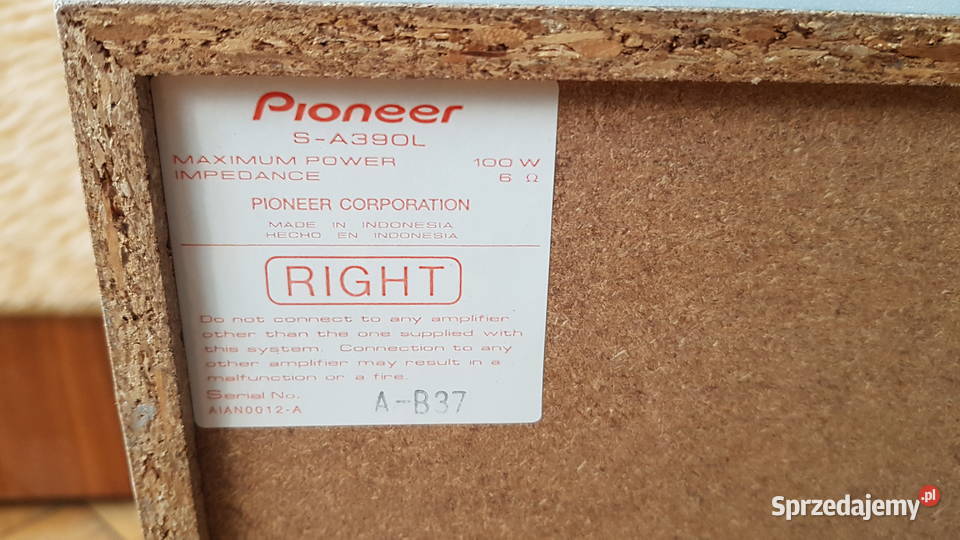 Pioneer
S-A390L
MAXIMUM POWER 100 W
IMPEDANCE 6 Ω
PIONEER CORPORATION
MADE IN INDONESIA
HECHO EN INDONESIA
RIGHT
Do not connect to any amplifier
other than the one supplied with
this system. Connection to any
other amplifier may result in a
malfunction or a fire.
Serial No.
AIAN0012-A A-B37
Sprzedajemy.pl